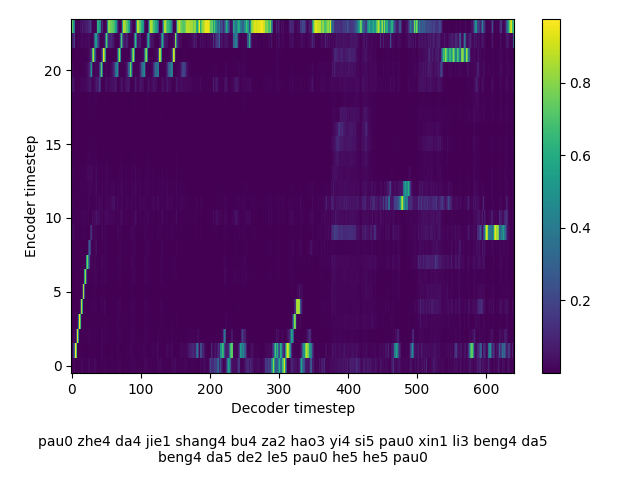 20
15
10
5
0
Encoder timestep
0 100 200 300 400 500 600
Decoder timestep
0.8
0.6
0.4
0.2
pau0 zhe4 da4 jie1 shang4 bu4 za2 hao3 yi4 si5 pau0 xin1 li3 beng4 da5
beng4 da5 de2 le5 pau0 he5 he5 pau0